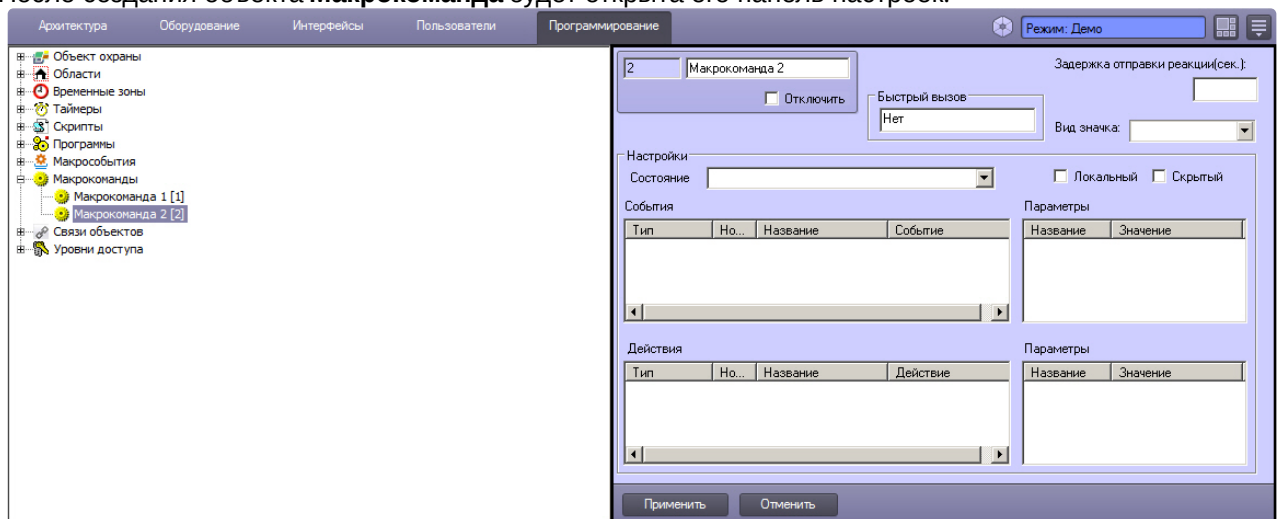 После создания объекта Макрокоманда будет открыта его панель настроек.
Архитектура Оборудование Интерфейсы Пользователи Программирование Режим: Демо
Объект охраны
Области
Временные зоны
Таймеры
Скрипты
Программы
Макрособытия
Макрокоманды
Макрокоманда 1 [1]
Макрокоманда 2 [2]
Связи объектов
Уровни доступа
2 Макрокоманда 2
Отключить
Быстрый вызов
Нет
Задержка отправки реакции(сек.):
Вид значка:
Настройки
Состояние
Локальный Скрытый
События
Тип Но... Название Событие
Параметры
Название Значение
Действия
Тип Но... Название Действие
Параметры
Название Значение
Применить Отменить